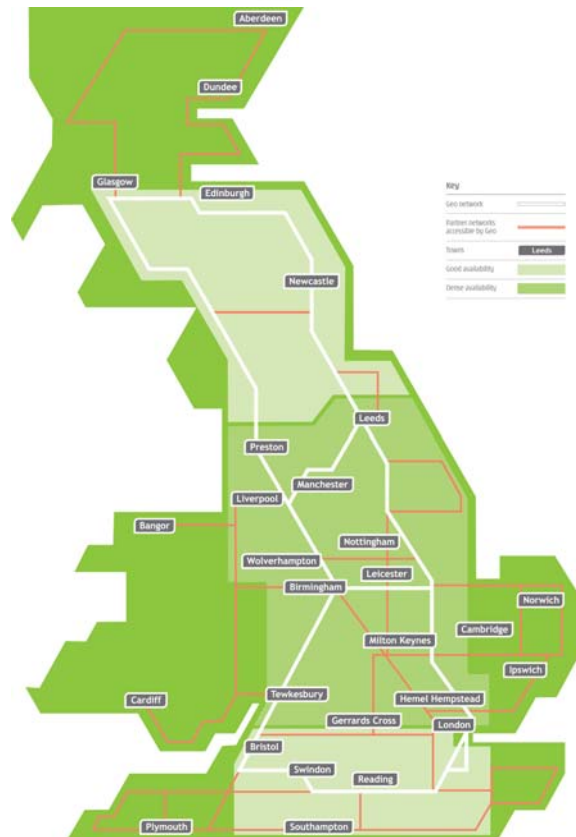 Aberdeen
Dundee
Glasgow
Edinburgh
Key
Geo network
Partner networks
accessible by Geo
Towns
Leeds
Good availability
Dense availability
Newcastle
Leeds
Preston
Manchester
Liverpool
Bangor
Nottingham
Wolverhampton
Leicester
Birmingham
Norwich
Cambridge
Milton Keynes
Ipswich
Tewkesbury
Hemel Hempstead
Cardiff
Gerrards Cross
London
Bristol
Swindon
Reading
Plymouth
Southampton